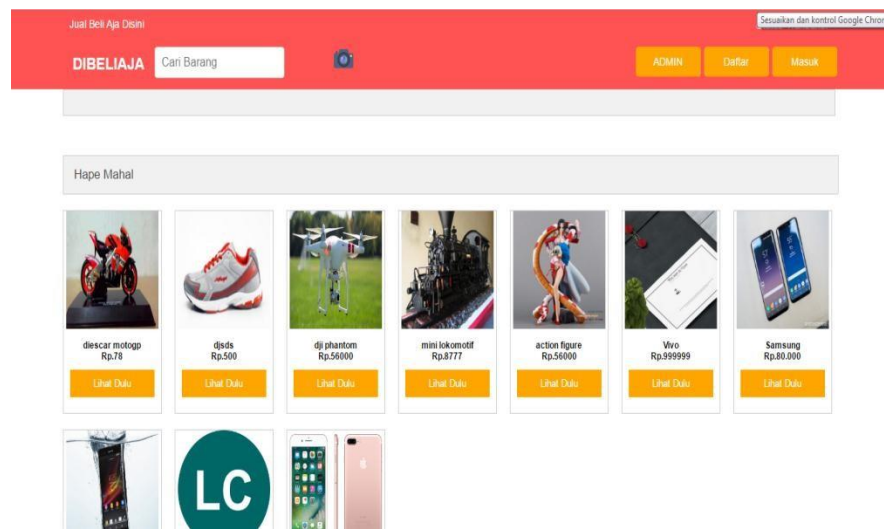 Jual Beli Aja Disini
Sesuaikan dan kontrol Google Chrom
DIBELIAJA
Cari Barang
ADMIN
Daftar
Masuk
Hape Mahal
diescar motogp
Rp.78
Lihat Dulu
djsds
Rp.500
Lihat Dulu
dji phantom
Rp.56000
Lihat Dulu
mini lokomotif
Rp.8777
Lihat Dulu
action figure
Rp.56000
Lihat Dulu
Vivo
Rp.999999
Lihat Dulu
Samsung
Rp.80.000
Lihat Dulu
LC